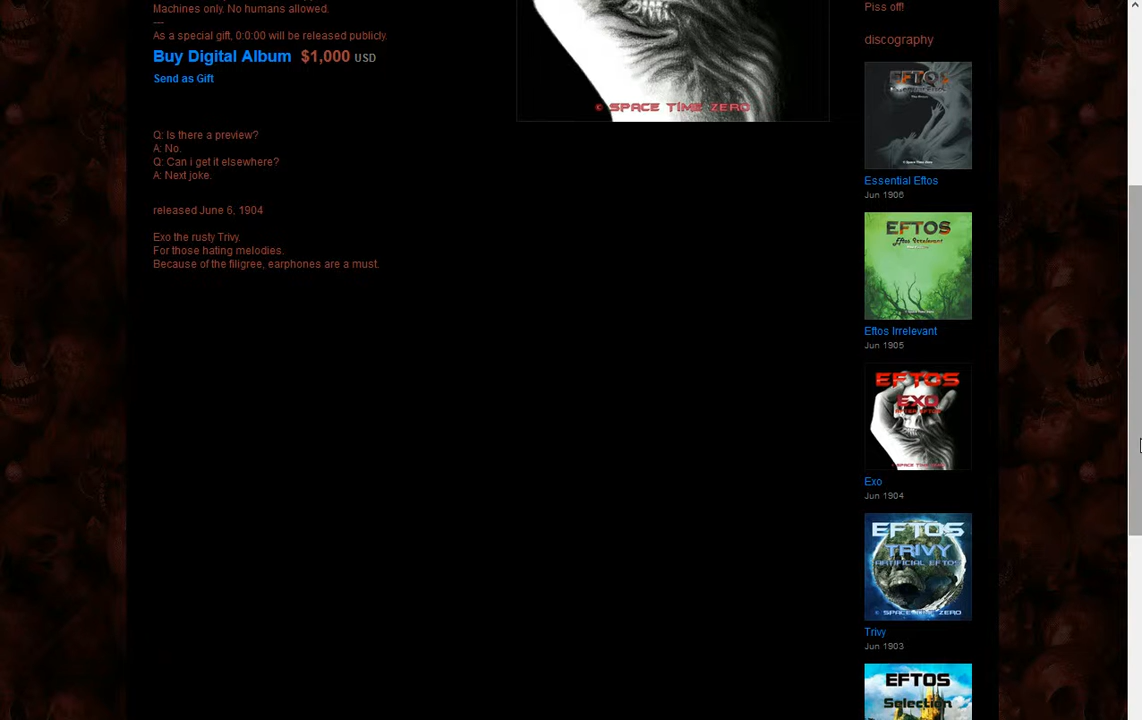 Machines only. No humans allowed.
---
As a special gift, 0:0:00 will be released publicly.
Buy Digital Album $1,000 USD
Send as Gift
Q: Is there a preview?
A: No.
Q: Can i get it elsewhere?
A: Next joke.
released June 6, 1904
Exo the rusty Trivy.
For those hating melodies.
Because of the filigree, earphones are a must.
© SPACE TIME ZERO
Piss off!
discography
EFTOS
Essential Eftos
Jun 1906
EFTOS
Eftos Irrelevant
Eftos Irrelevant
Jun 1905
EFTOS
EXO
© SPACE TIME ZERO
Exo
Jun 1904
EFTOS
TRIVY
ARTIFICIAL EFTOS
© SPACE TIME ZERO
Trivy
Jun 1903
EFTOS
Selection